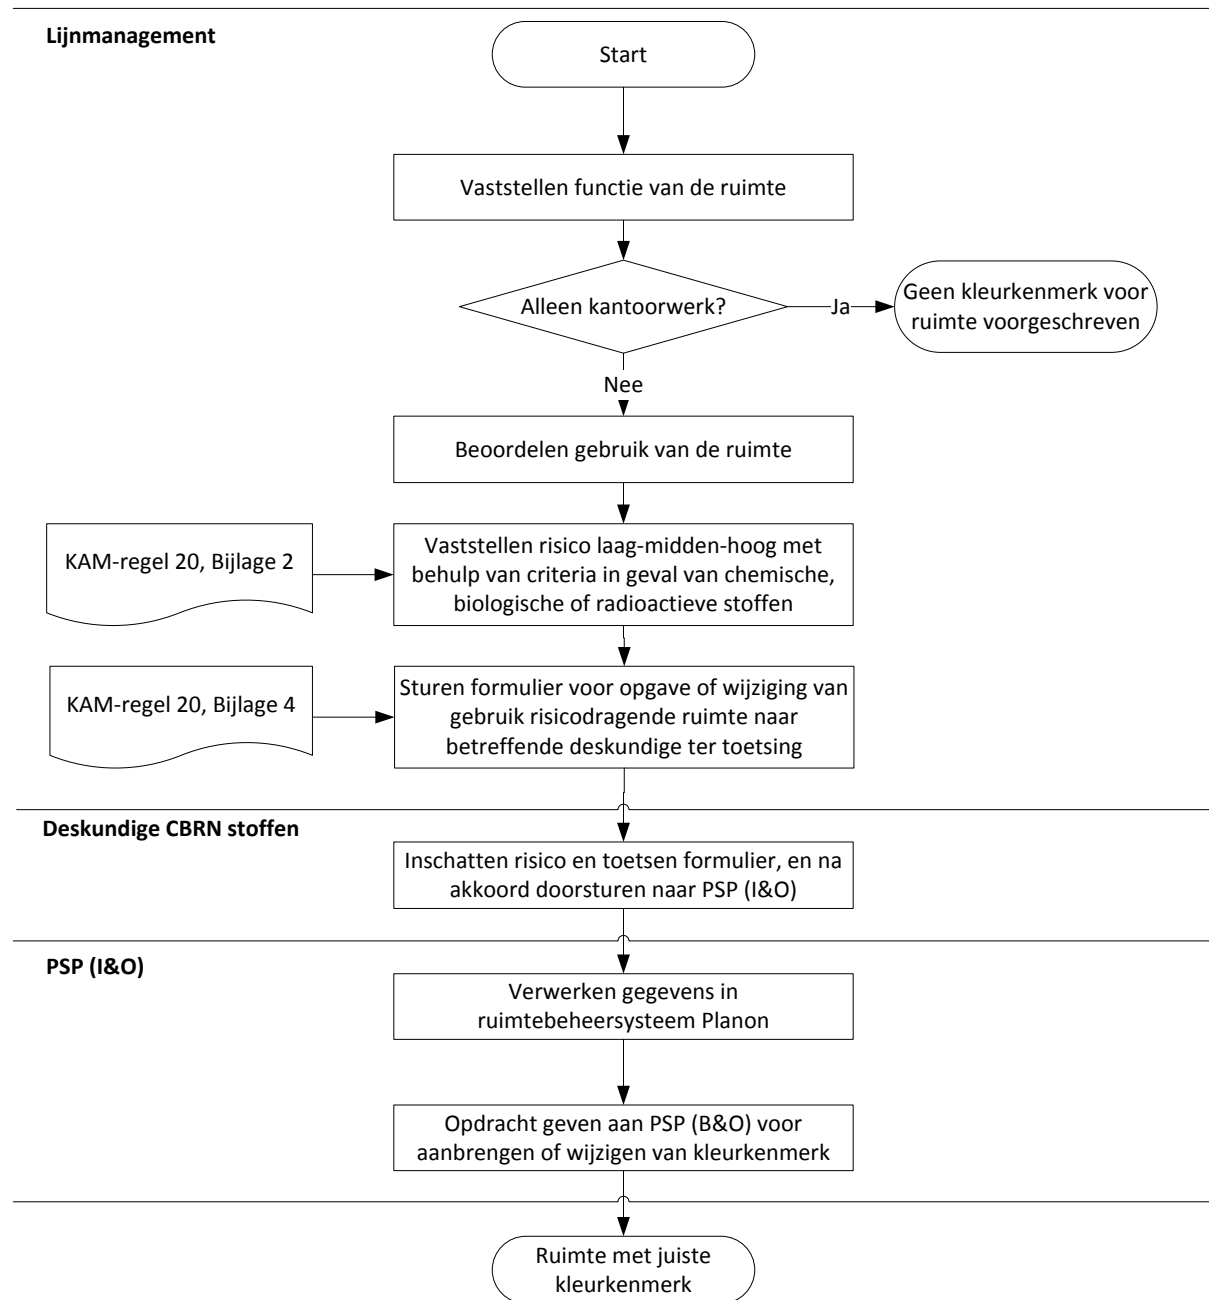 Lijnmanagement
Start
Vaststellen functie van de ruimte
Alleen kantoorwerk?
Ja
Geen kleurkenmerk voor
ruimte voorgeschreven
Nee
Beoordelen gebruik van de ruimte
KAM-regel 20, Bijlage 2
Vaststellen risico laag-midden-hoog met
behulp van criteria in geval van chemische,
biologische of radioactieve stoffen
KAM-regel 20, Bijlage 4
Sturen formulier voor opgave of wijziging van
gebruik risicodragende ruimte naar
betreffende deskundige ter toetsing
Deskundige CBRN stoffen
Inschatten risico en toetsen formulier, en na
akkoord doorsturen naar PSP (I&O)
PSP (I&O)
Verwerken gegevens in
ruimtebeheersysteem Planon
Opdracht geven aan PSP (B&O) voor
aanbrengen of wijzigen van kleurkenmerk
Ruimte met juiste
kleurkenmerk